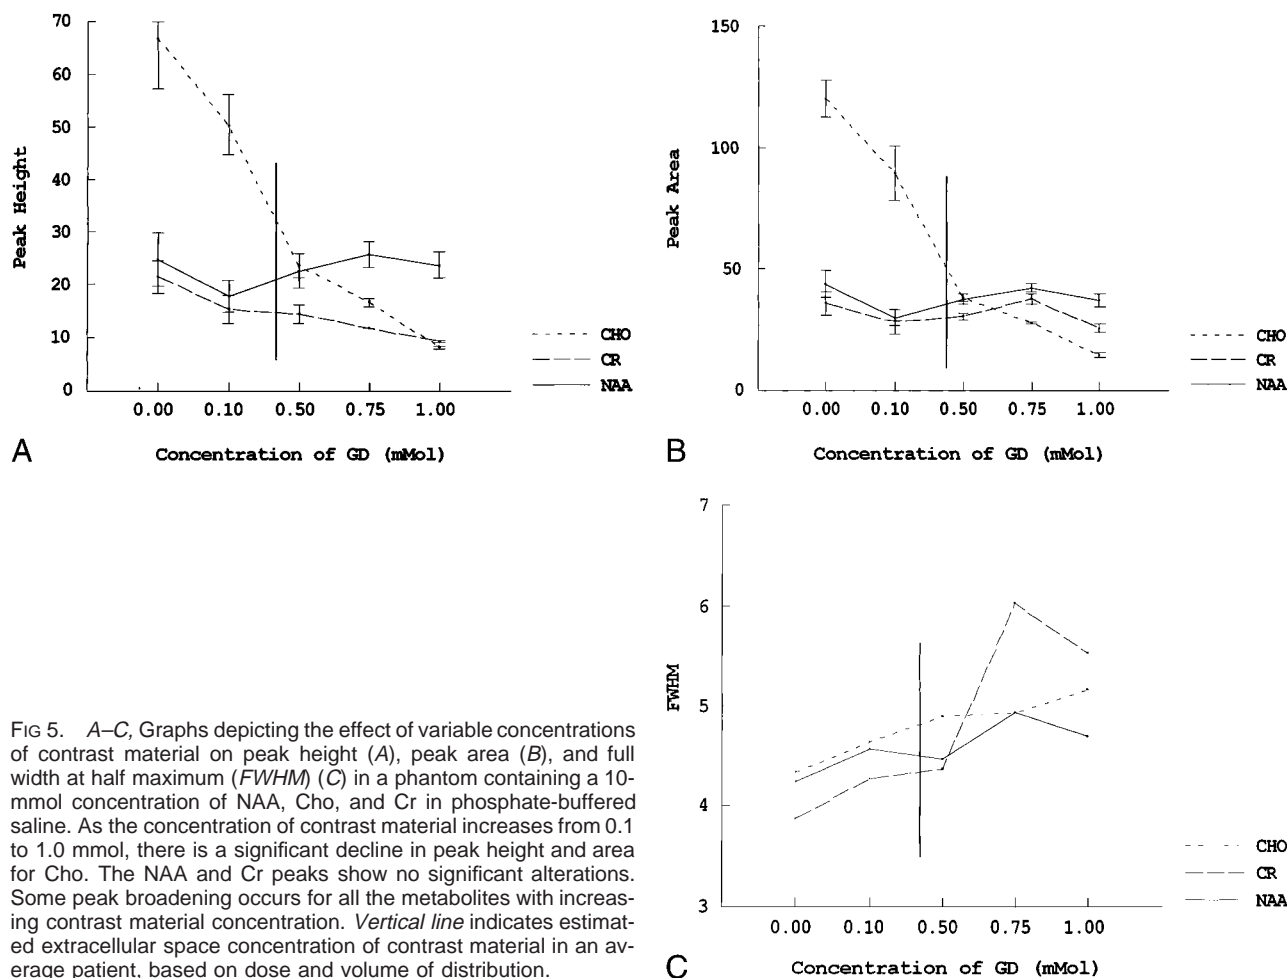 70
60
50
40
30
20
10
0
Peak Height
0.00 0.10 0.50 0.75 1.00
Concentration of GD (mMol)
CHO
CR
NAA
A
150
100
50
0
Peak Area
0.00 0.10 0.50 0.75 1.00
Concentration of GD (mMol)
CHO
CR
NAA
B
7
6
5
4
3
FWHM
0.00 0.10 0.50 0.75 1.00
Concentration of GD (mMol)
CHO
CR
NAA
C
FIG 5. A–C, Graphs depicting the effect of variable concentrations
of contrast material on peak height (A), peak area (B), and full
width at half maximum (FWHM) (C) in a phantom containing a 10-
mmol concentration of NAA, Cho, and Cr in phosphate-buffered
saline. As the concentration of contrast material increases from 0.1
to 1.0 mmol, there is a significant decline in peak height and area
for Cho. The NAA and Cr peaks show no significant alterations.
Some peak broadening occurs for all the metabolites with increas-
ing contrast material concentration. Vertical line indicates estimat-
ed extracellular space concentration of contrast material in an av-
erage patient, based on dose and volume of distribution.